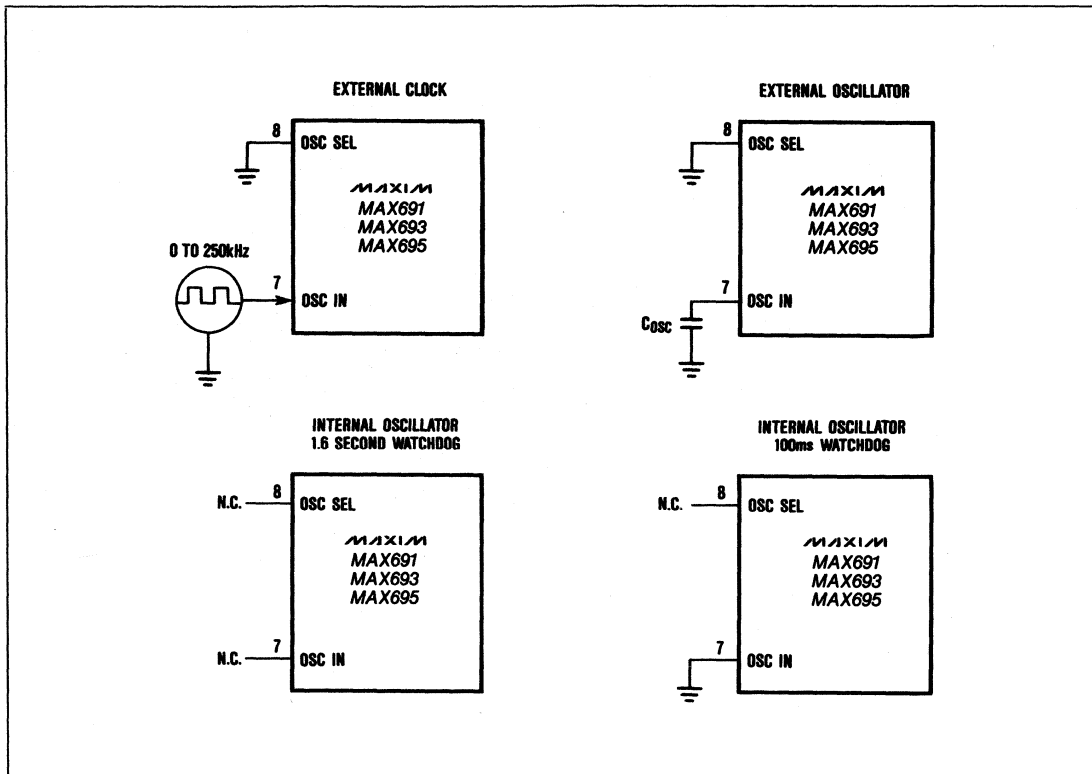 EXTERNAL CLOCK
8
OSC SEL
MAXIM
MAX691
MAX693
MAX695
0 TO 250kHz
7
OSC IN
EXTERNAL OSCILLATOR
8
OSC SEL
MAXIM
MAX691
MAX693
MAX695
7
OSC IN
COSC
INTERNAL OSCILLATOR
1.6 SECOND WATCHDOG
N.C. 8
OSC SEL
MAXIM
MAX691
MAX693
MAX695
N.C. 7
OSC IN
INTERNAL OSCILLATOR
100ms WATCHDOG
N.C. 8
OSC SEL
MAXIM
MAX691
MAX693
MAX695
7
OSC IN